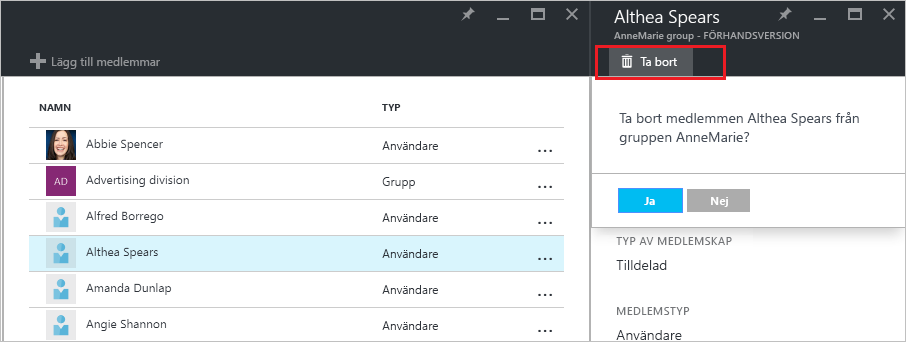 Lägg till medlemmar
NAMN TYP
Abbie Spencer Användare ...
AD Advertising division Grupp ...
Alfred Borrego Användare ...
Althea Spears Användare ...
Amanda Dunlap Användare ...
Angie Shannon Användare ...
Althea Spears
AnneMarie group - FÖRHANDSVERSION
Ta bort
Ta bort medlemmen Althea Spears från
gruppen AnneMarie?
Ja Nej
TYP AV MEDLEMSKAP
Tilldelad
MEDLEMSTYP
Användare